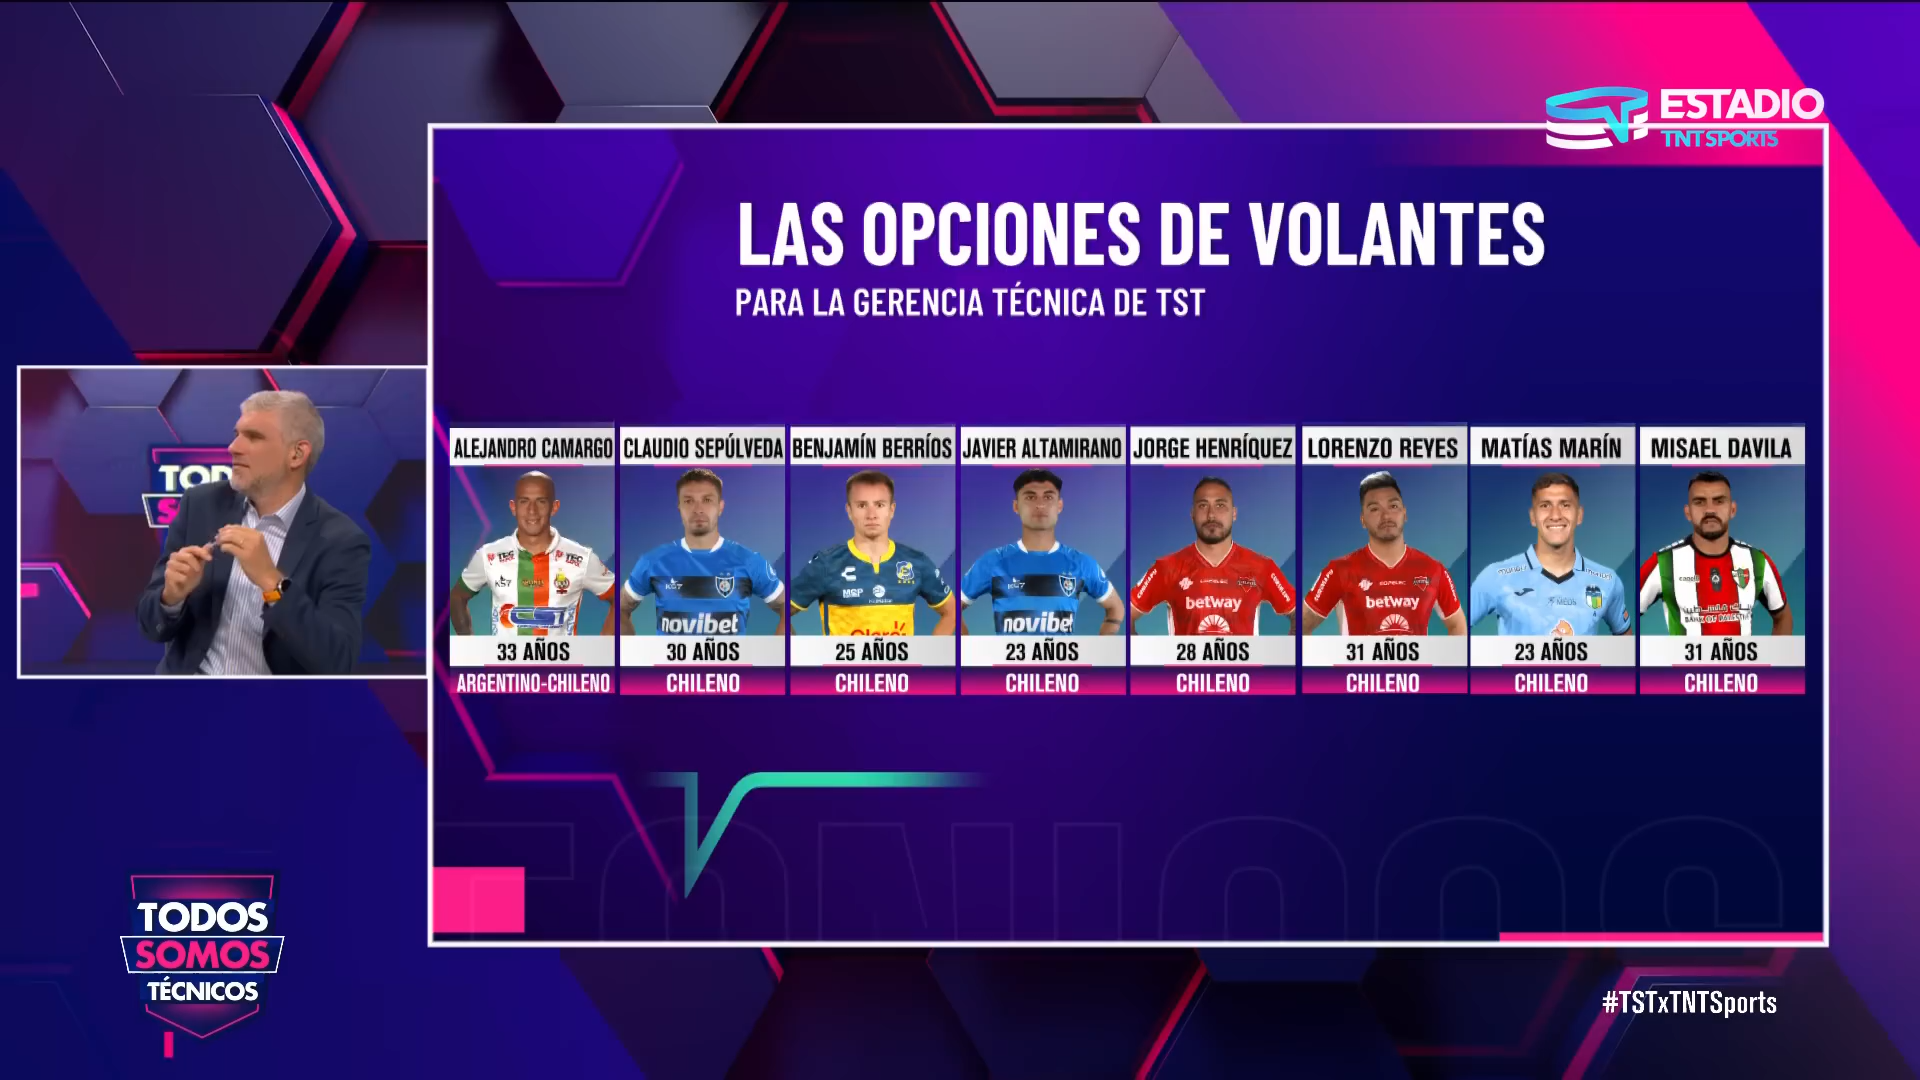 ESTADIO
TNT SPORTS
LAS OPCIONES DE VOLANTES
PARA LA GERENCIA TÉCNICA DE TST
ALEJANDRO CAMARGO
CLAUDIO SEPÚLVEDA
BENJAMÍN BERRÍOS
JAVIER ALTAMIRANO
JORGE HENRÍQUEZ
LORENZO REYES
MATÍAS MARÍN
MISAEL DAVILA
novibet
novibet
betway
betway
33 AÑOS
30 AÑOS
25 AÑOS
23 AÑOS
28 AÑOS
31 AÑOS
23 AÑOS
31 AÑOS
ARGENTINO-CHILENO
CHILENO
CHILENO
CHILENO
CHILENO
CHILENO
CHILENO
CHILENO
TODOS
SOMOS
TÉCNICOS
#TSTxTNTSports